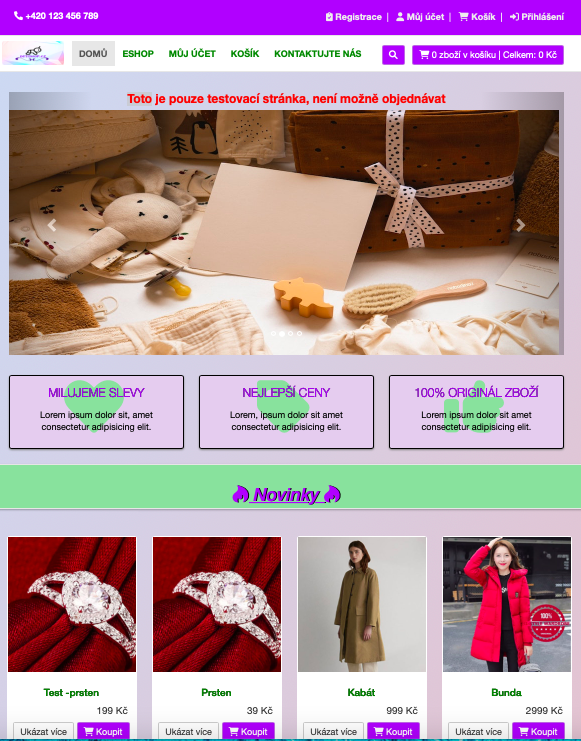 +420 123 456 789
Registrace | Můj účet | Košík | Přihlášení
DOMŮ ESHOP MŮJ ÚČET KOŠÍK KONTAKTUJTE NÁS
0 zboží v košíku | Celkem: 0 Kč
Toto je pouze testovací stránka, není možně objednávat
MILUJEME SLEVY
Lorem ipsum dolor sit, amet
consectetur adipisicing elit.
NEJLEPŠÍ CENY
Lorem, ipsum dolor sit amet
consectetur adipisicing elit.
100% ORIGINÁL ZBOŽÍ
Lorem ipsum dolor sit amet
consectetur adipisicing elit.
Novinky
Test -prsten
199 Kč
Ukázat více Koupit
Prsten
39 Kč
Ukázat více Koupit
Kabát
999 Kč
Ukázat více Koupit
Bunda
2999 Kč
Ukázat více Koupit